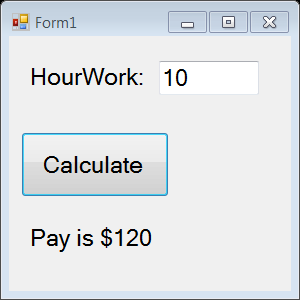 Form1
HourWork: 10
Calculate
Pay is $120